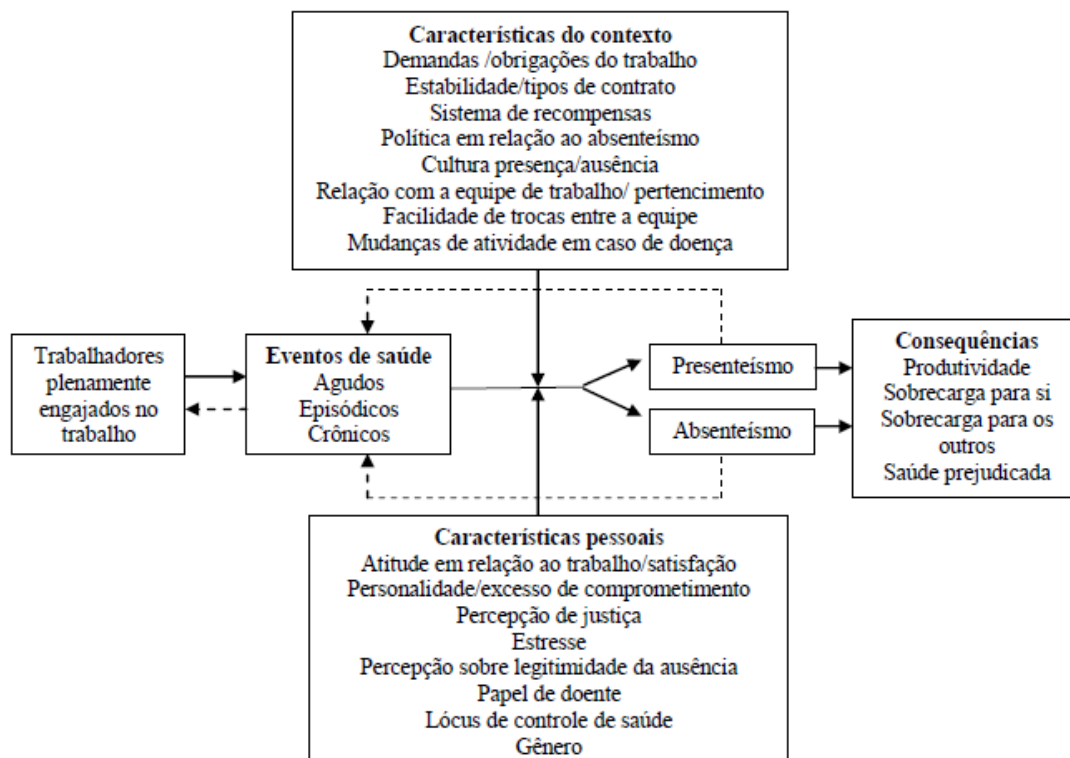 Características do contexto
Demandas /obrigações do trabalho
Estabilidade/tipos de contrato
Sistema de recompensas
Política em relação ao absenteísmo
Cultura presença/ausência
Relação com a equipe de trabalho/ pertencimento
Facilidade de trocas entre a equipe
Mudanças de atividade em caso de doença
Trabalhadores
plenamente
engajados no
trabalho
Eventos de saúde
Agudos
Episódicos
Crônicos
Presenteísmo
Absenteísmo
Consequências
Produtividade
Sobrecarga para si
Sobrecarga para os
outros
Saúde prejudicada
Características pessoais
Atitude em relação ao trabalho/satisfação
Personalidade/excesso de comprometimento
Percepção de justiça
Estresse
Percepção sobre legitimidade da ausência
Papel de doente
Lócus de controle de saúde
Gênero